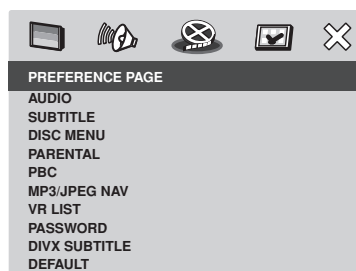 PREFERENCE PAGE
AUDIO
SUBTITLE
DISC MENU
PARENTAL
PBC
MP3/JPEG NAV
VR LIST
PASSWORD
DIVX SUBTITLE
DEFAULT